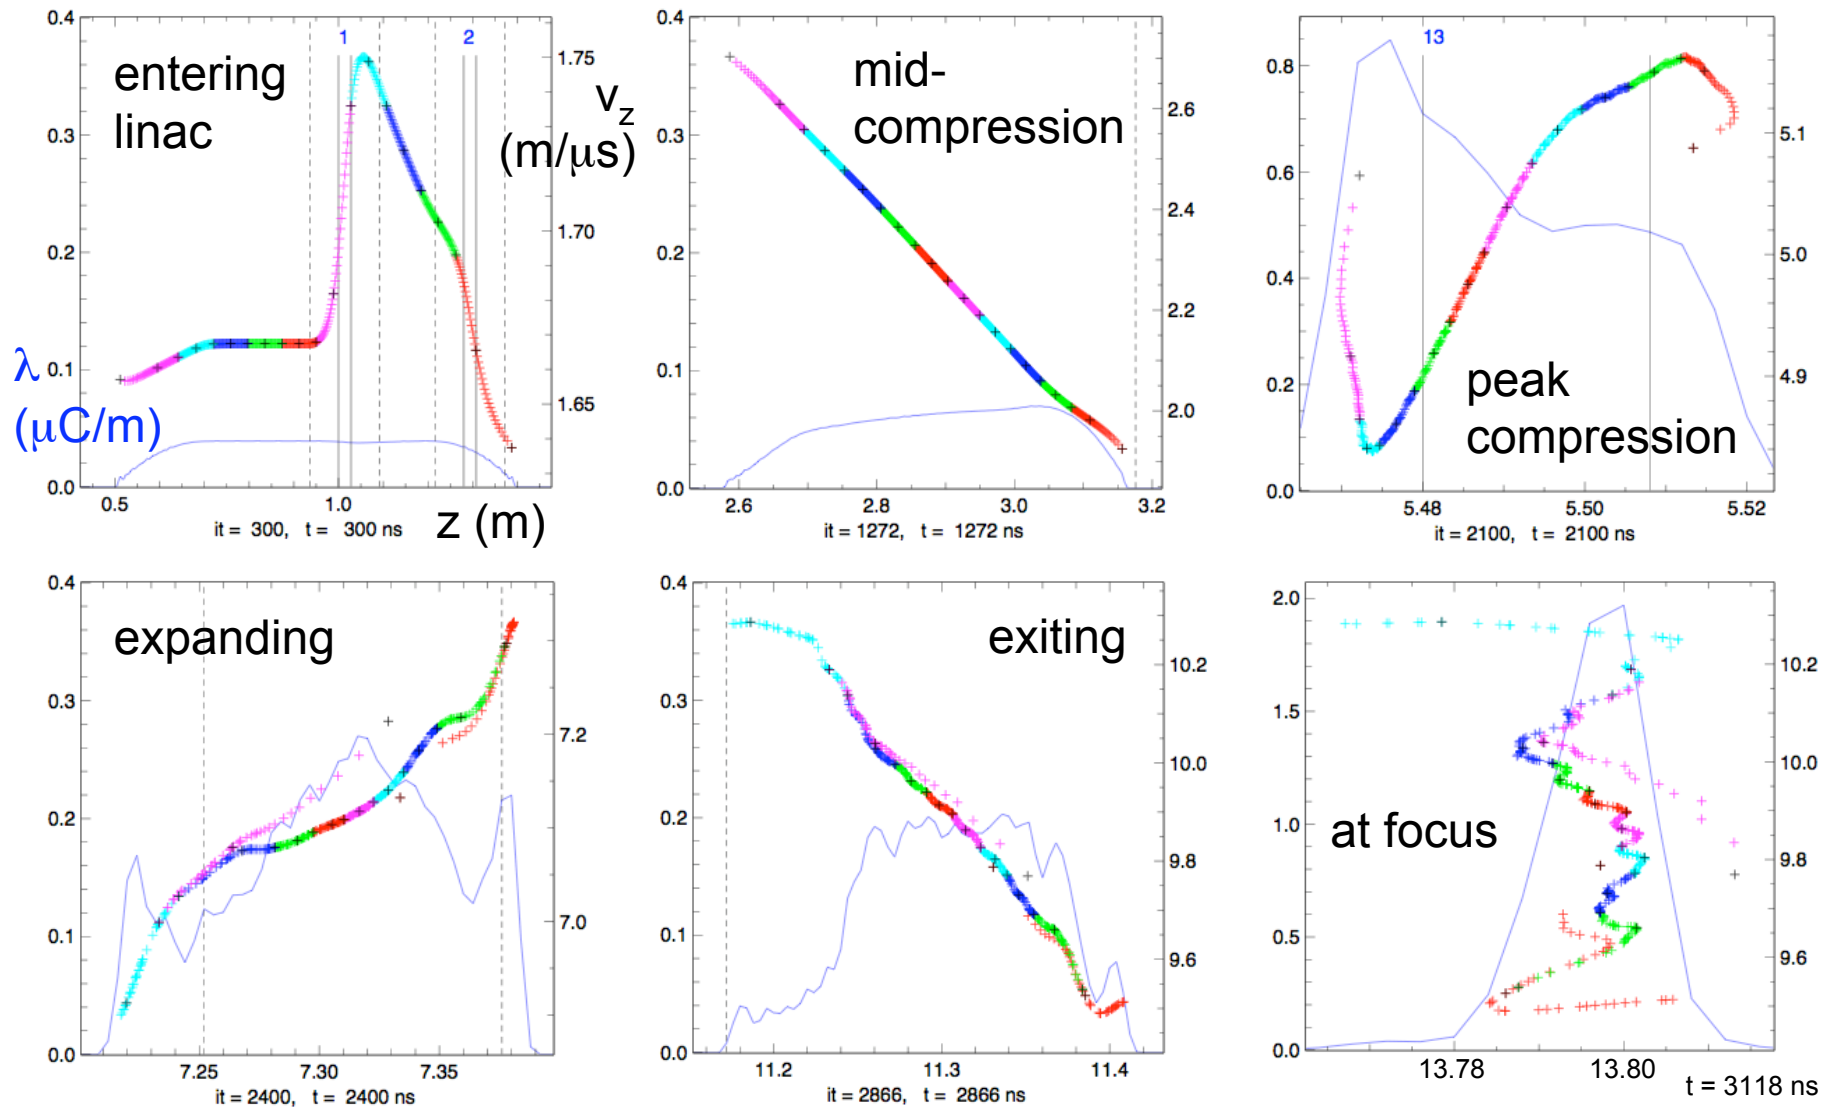 0.4
0.3
0.2
0.1
0.0
entering
linac
1
2
1.75
1.70
1.65
v_z
(m/μs)
λ
(μC/m)
0.5 1.0
z (m)
it = 300, t = 300 ns
0.4
0.3
0.2
0.1
0.0
mid-
compression
2.6
2.4
2.2
2.0
2.6 2.8 3.0 3.2
it = 1272, t = 1272 ns
0.8
0.6
0.4
0.2
0.0
13
5.1
5.0
4.9
peak
compression
5.48 5.50 5.52
it = 2100, t = 2100 ns
0.4
0.3
0.2
0.1
0.0
expanding
7.2
7.0
7.25 7.30 7.35
it = 2400, t = 2400 ns
0.4
0.3
0.2
0.1
0.0
exiting
10.2
10.0
9.8
9.6
11.2 11.3 11.4
it = 2866, t = 2866 ns
2.0
1.5
1.0
0.5
0.0
at focus
10.2
10.0
9.8
9.6
13.78 13.80
t = 3118 ns